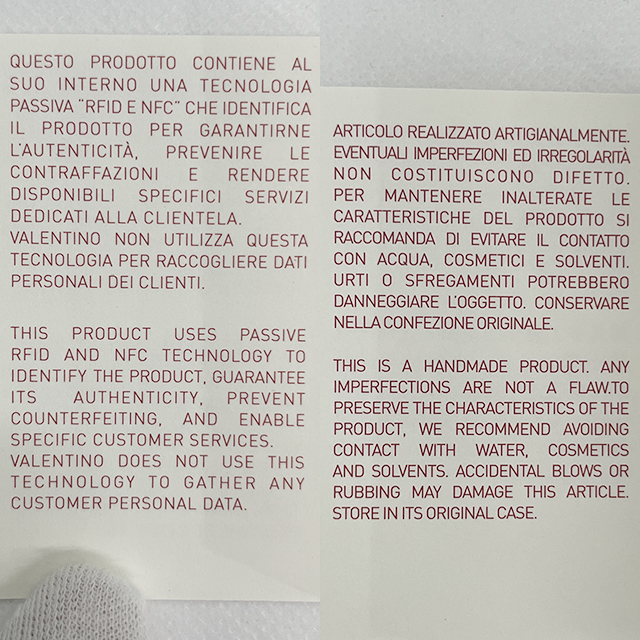 QUESTO PRODOTTO CONTIENE AL
SUO INTERNO UNA TECNOLOGIA
PASSIVA "RFID E NFC" CHE IDENTIFICA
IL PRODOTTO PER GARANTIRNE
L'AUTENTICITÀ, PREVENIRE LE
CONTRAFFAZIONI E RENDERE
DISPONIBILI SPECIFICI SERVIZI
DEDICATI ALLA CLIENTELA.
VALENTINO NON UTILIZZA QUESTA
TECNOLOGIA PER RACCOGLIERE DATI
PERSONALI DEI CLIENTI.
THIS PRODUCT USES PASSIVE
RFID AND NFC TECHNOLOGY TO
IDENTIFY THE PRODUCT, GUARANTEE
ITS AUTHENTICITY, PREVENT
COUNTERFEITING, AND ENABLE
SPECIFIC CUSTOMER SERVICES.
VALENTINO DOES NOT USE THIS
TECHNOLOGY TO GATHER ANY
CUSTOMER PERSONAL DATA.
ARTICOLO REALIZZATO ARTIGIANALMENTE.
EVENTUALI IMPERFEZIONI ED IRREGOLARITÀ
NON COSTITUISCONO DIFETTO.
PER MANTENERE INALTERATE LE
CARATTERISTICHE DEL PRODOTTO SI
RACCOMANDA DI EVITARE IL CONTATTO
CON ACQUA, COSMETICI E SOLVENTI.
URTI O SFREGAMENTI POTREBBERO
DANNEGGIARE L'OGGETTO. CONSERVARE
NELLA CONFEZIONE ORIGINALE.
THIS IS A HANDMADE PRODUCT. ANY
IMPERFECTIONS ARE NOT A FLAW.TO
PRESERVE THE CHARACTERISTICS OF THE
PRODUCT, WE RECOMMEND AVOIDING
CONTACT WITH WATER, COSMETICS
AND SOLVENTS. ACCIDENTAL BLOWS OR
RUBBING MAY DAMAGE THIS ARTICLE.
STORE IN ITS ORIGINAL CASE.